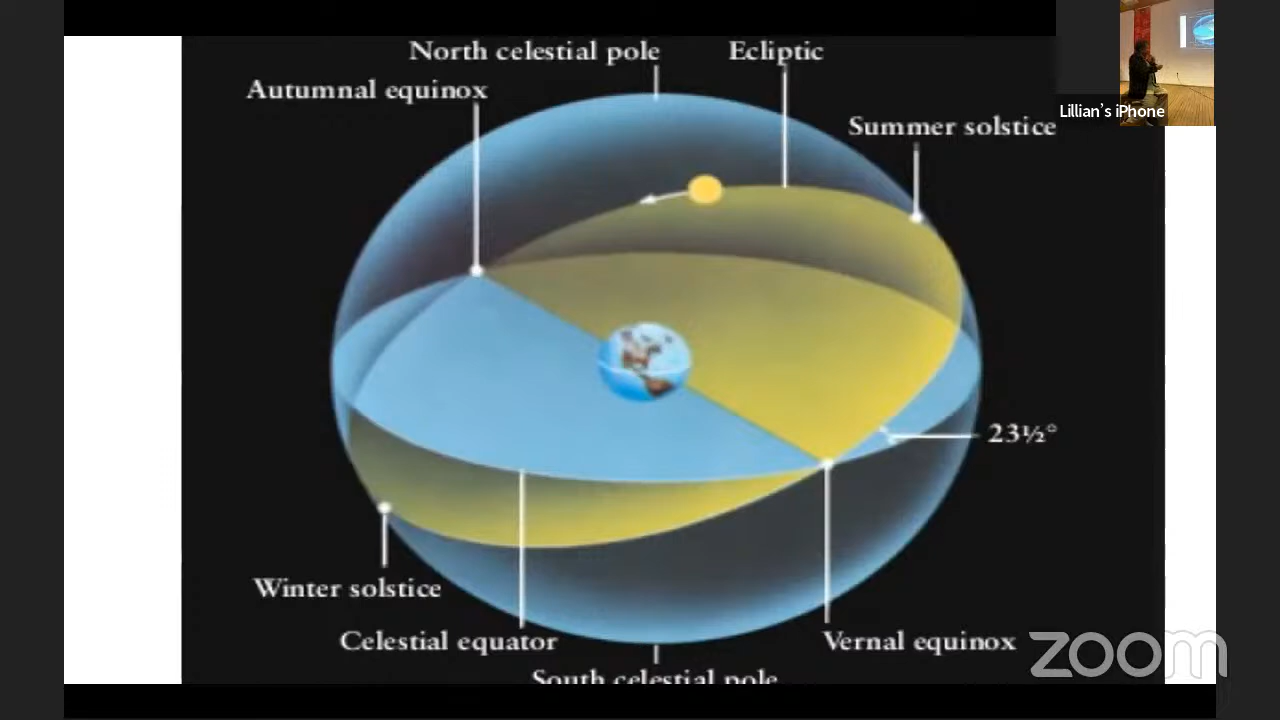 North celestial pole
Ecliptic
Autumnal equinox
Lillian's iPhone
Summer solstice
23½°
Winter solstice
Celestial equator
Vernal equinox
zoom
South celestial pole